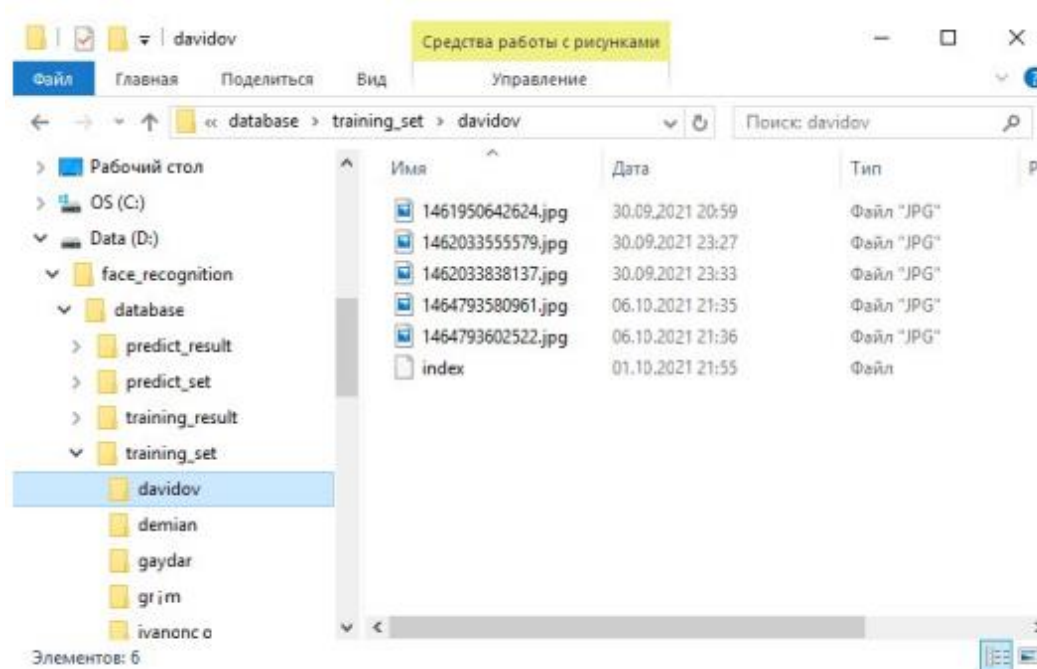 davidov
Средства работы с рисунками
Файл Главная Поделиться Вид Управление
« database › training_set › davidov
Поиск: davidov
Имя Дата Тип
Рабочий стол
OS (C:)
Data (D:)
face_recognition
database
predict_result
predict_set
training_result
training_set
davidov
demian
gaydar
grjm
ivanonco
1461950642624.jpg 30.09.2021 20:59 Файл "JPG"
1462033555579.jpg 30.09.2021 23:27 Файл "JPG"
1462033838137.jpg 30.09.2021 23:33 Файл "JPG"
1464793580961.jpg 06.10.2021 21:35 Файл "JPG"
1464793602522.jpg 06.10.2021 21:36 Файл "JPG"
index 01.10.2021 21:55 Файл
Элементов: 6